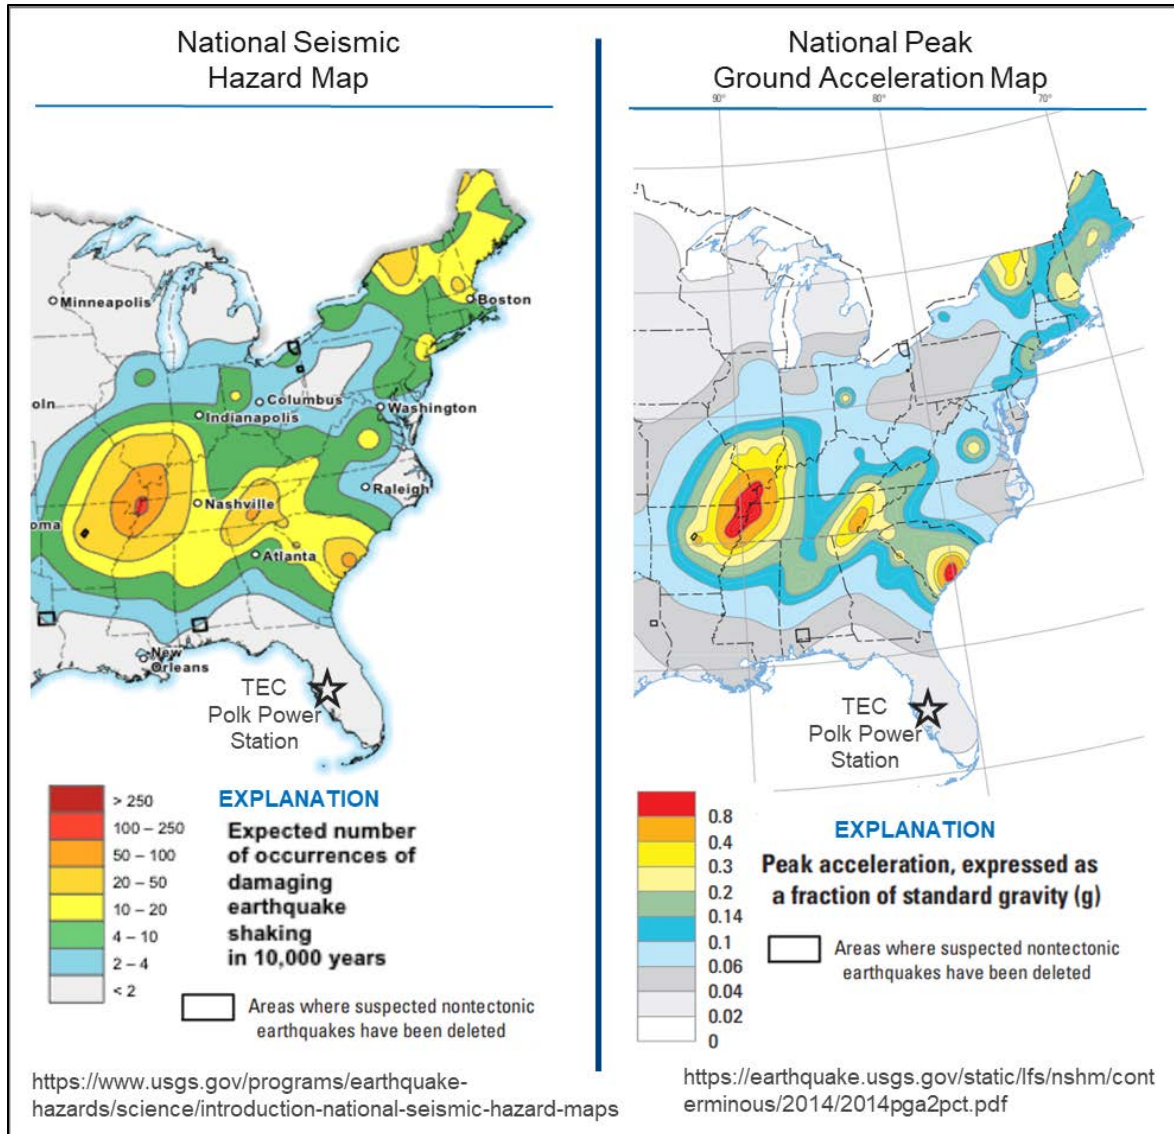 National Seismic
Hazard Map
Minneapolis
Boston
Columbus
Washington
oln
Indianapolis
Raleigh
Nashville
oma
Atlanta
New
Orleans
TEC
Polk Power
Station
> 250
100 – 250
50 – 100
20 – 50
10 – 20
4 – 10
2 – 4
< 2
EXPLANATION
Expected number
of occurrences of
damaging
earthquake
shaking
in 10,000 years
Areas where suspected nontectonic
earthquakes have been deleted
https://www.usgs.gov/programs/earthquake-
hazards/science/introduction-national-seismic-hazard-maps
National Peak
Ground Acceleration Map
90°
80°
70°
TEC
Polk Power
Station
0.8
0.4
0.3
0.2
0.14
0.1
0.06
0.04
0.02
0
EXPLANATION
Peak acceleration, expressed as
a fraction of standard gravity (g)
Areas where suspected nontectonic
earthquakes have been deleted
https://earthquake.usgs.gov/static/lfs/nshm/cont
erminous/2014/2014pga2pct.pdf